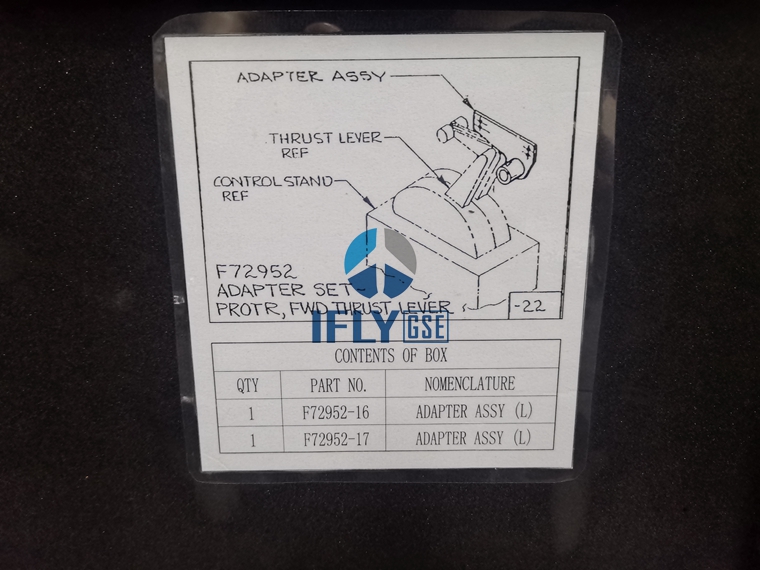 ADAPTER ASSY
THRUST LEVER
REF
CONTROL STAND
REF
F72952
ADAPTER SET~
PROTR, FWD THRUST LEVER
-22
IFLY GSE
CONTENTS OF BOX
QTY PART NO. NOMENCLATURE
1 F72952-16 ADAPTER ASSY (L)
1 F72952-17 ADAPTER ASSY (L)